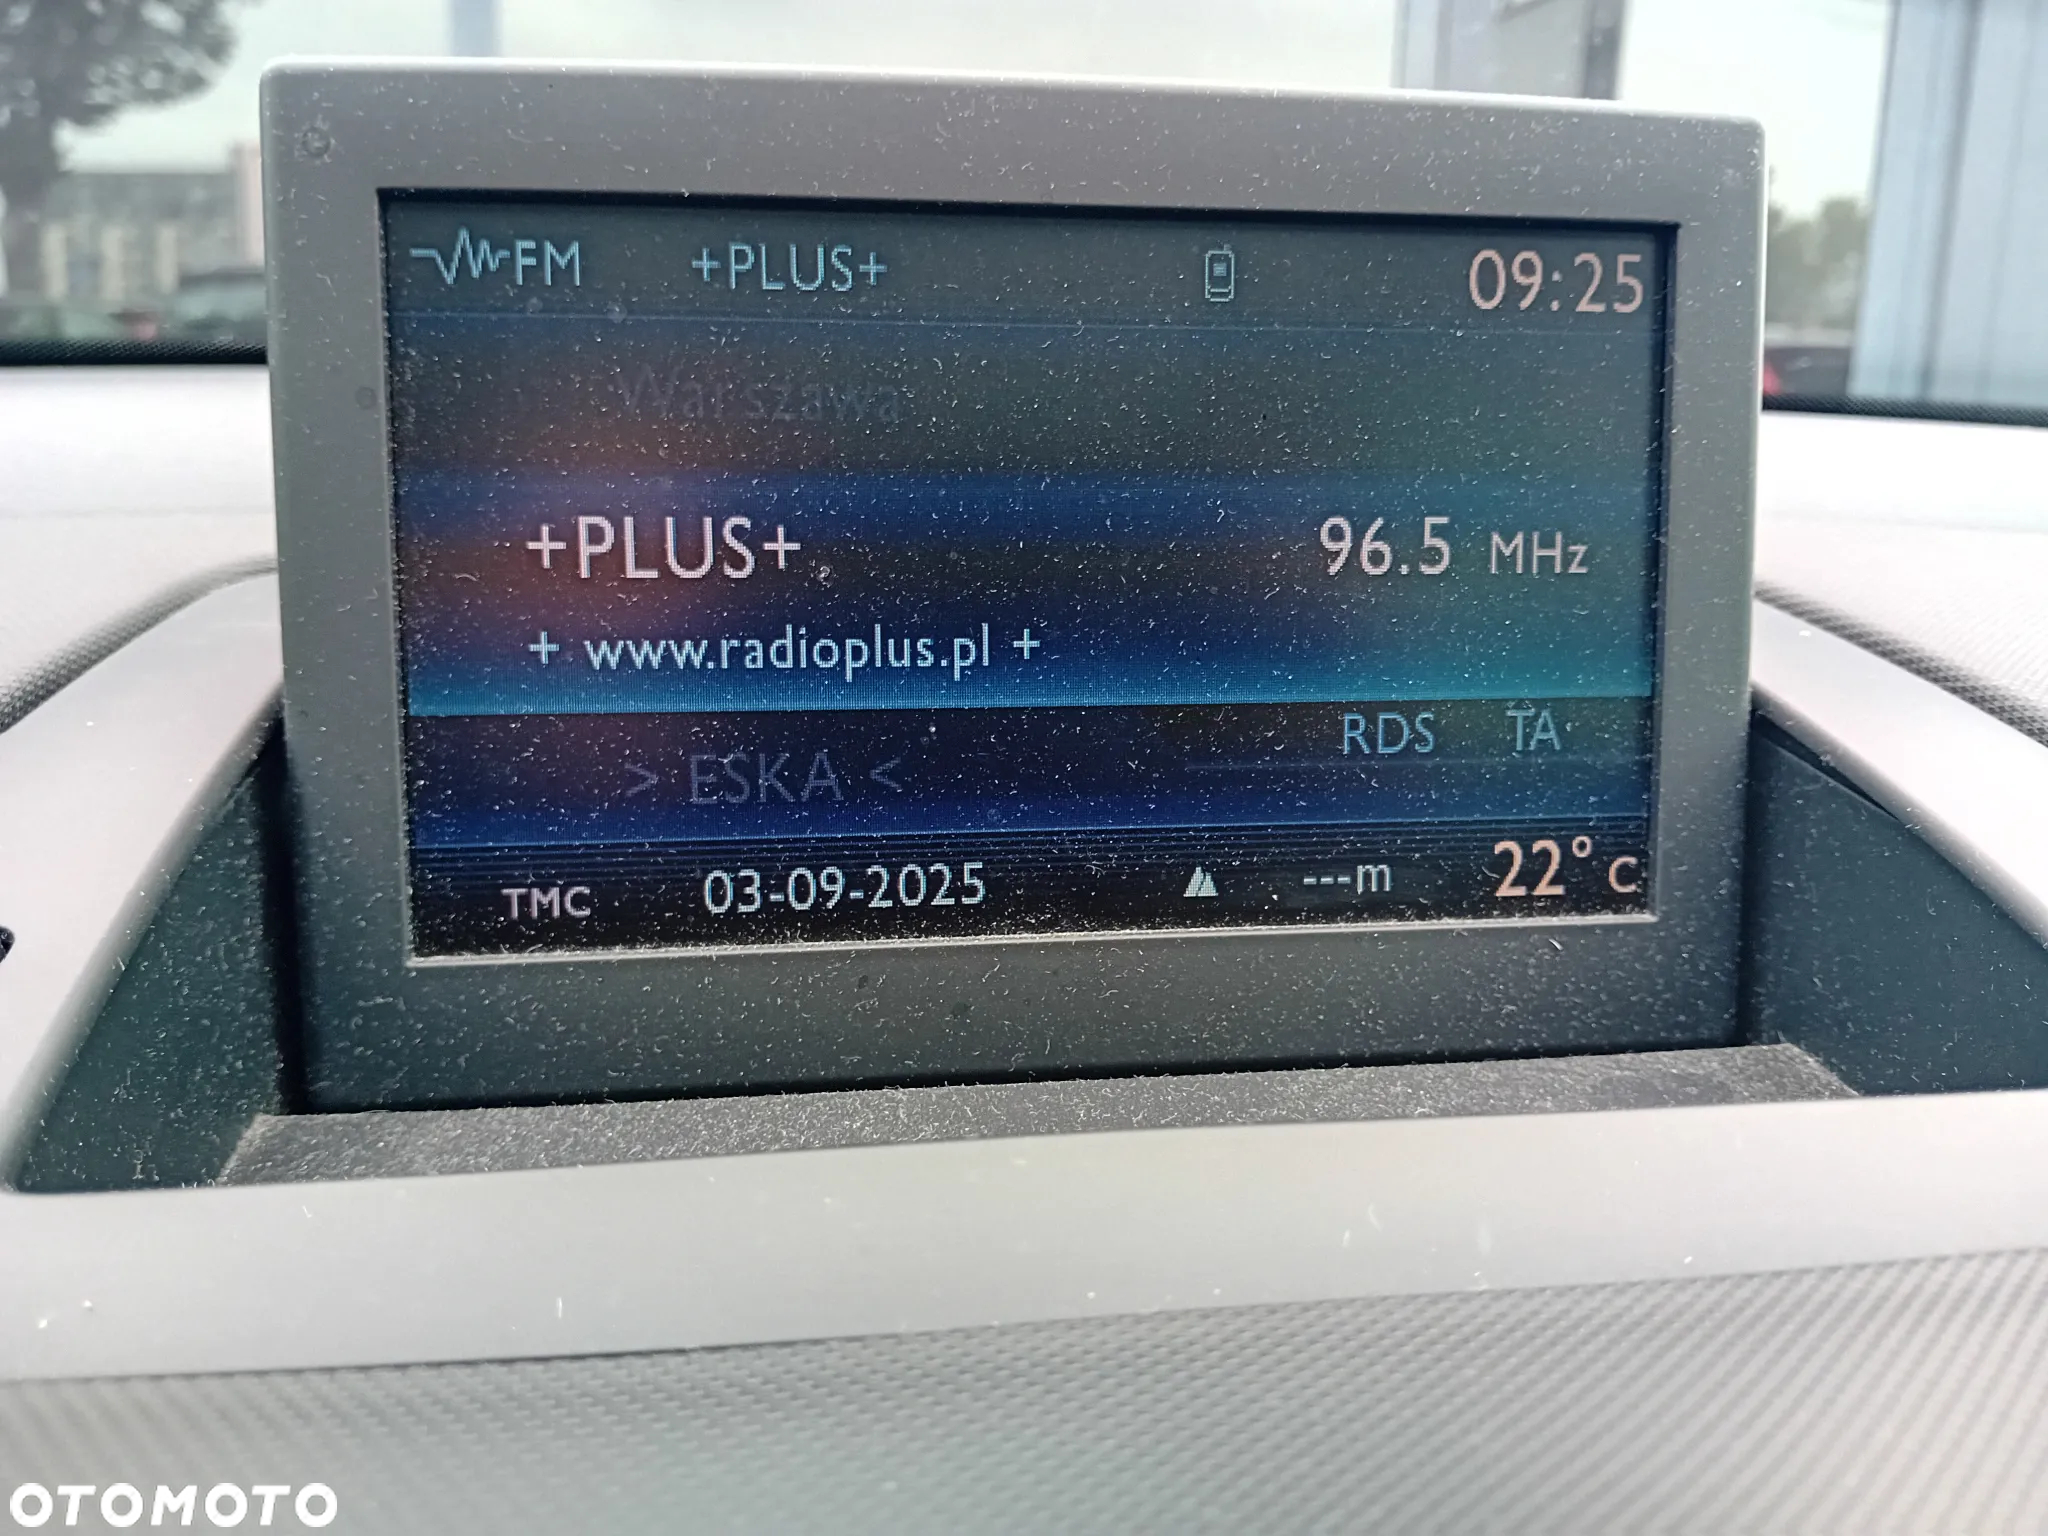 FM +PLUS+ 09:25
Warszawa
+PLUS+ 96.5 MHz
+ www.radioplus.pl +
RDS TA
> ESKA <
TMC 03-09-2025 ---m 22° C
OTOMOTO